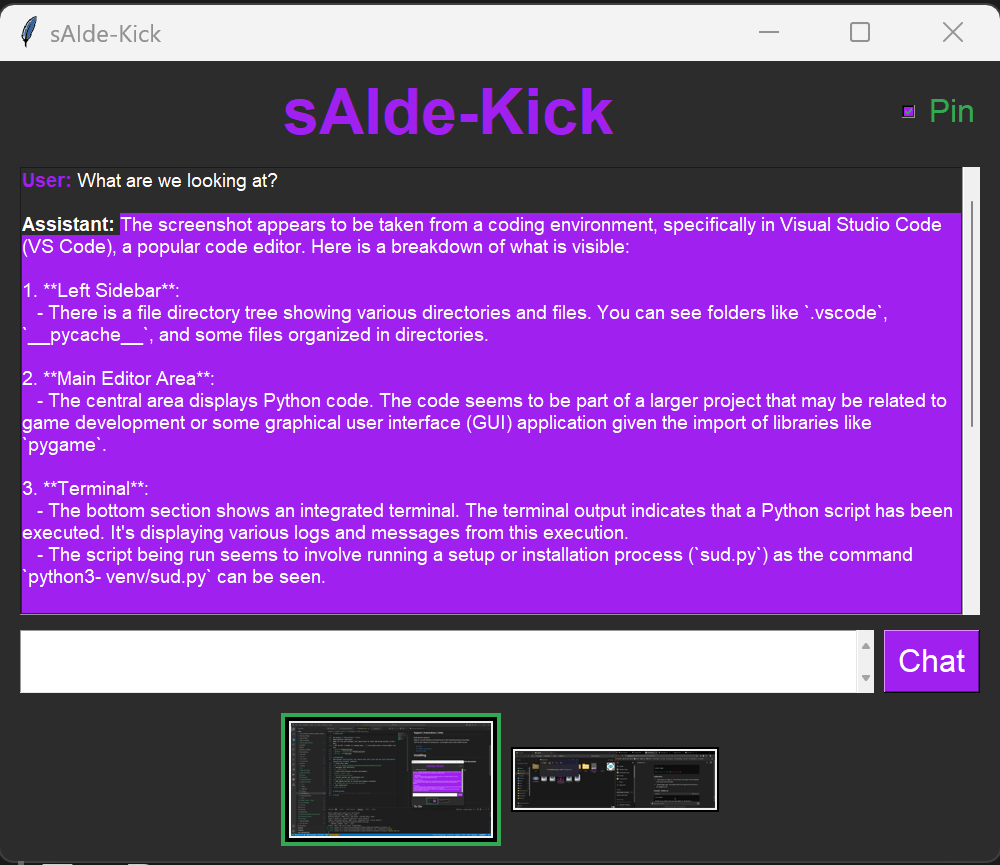 sAIde-Kick
sAIde-Kick
Pin
User: What are we looking at?
Assistant: The screenshot appears to be taken from a coding environment, specifically in Visual Studio Code
(VS Code), a popular code editor. Here is a breakdown of what is visible:
1. **Left Sidebar**:
- There is a file directory tree showing various directories and files. You can see folders like `.vscode`,
`__pycache__`, and some files organized in directories.
2. **Main Editor Area**:
- The central area displays Python code. The code seems to be part of a larger project that may be related to
game development or some graphical user interface (GUI) application given the import of libraries like
`pygame`.
3. **Terminal**:
- The bottom section shows an integrated terminal. The terminal output indicates that a Python script has been
executed. It's displaying various logs and messages from this execution.
- The script being run seems to involve running a setup or installation process (`sud.py`) as the command
`python3- venv/sud.py` can be seen.
Chat